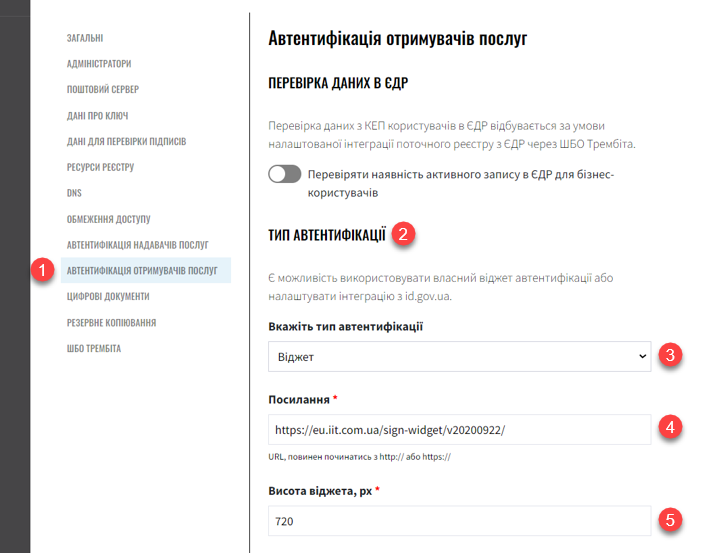 ЗАГАЛЬНІ
АДМІНІСТРАТОРИ
ПОШТОВИЙ СЕРВЕР
ДАНІ ПРО КЛЮЧ
ДАНІ ДЛЯ ПЕРЕВІРКИ ПІДПИСІВ
РЕСУРСИ РЕЄСТРУ
DNS
ОБМЕЖЕННЯ ДОСТУПУ
АВТЕНТИФІКАЦІЯ НАДАВАЧІВ ПОСЛУГ
1 АВТЕНТИФІКАЦІЯ ОТРИМУВАЧІВ ПОСЛУГ
ЦИФРОВІ ДОКУМЕНТИ
РЕЗЕРВНЕ КОПІЮВАННЯ
ШБО ТРЕМБІТА
Автентифікація отримувачів послуг
ПЕРЕВІРКА ДАНИХ В ЄДР
Перевірка даних з КЕП користувачів в ЄДР відбувається за умови
налаштованої інтеграції поточного реєстру з ЄДР через ШБО Трембіта.
Перевіряти наявність активного запису в ЄДР для бізнес-
користувачів
ТИП АВТЕНТИФІКАЦІЇ 2
Є можливість використовувати власний віджет автентифікації або
налаштувати інтеграцію з id.gov.ua.
Вкажіть тип автентифікації
Віджет 3
Посилання *
https://eu.iit.com.ua/sign-widget/v20200922/ 4
URL, повинен починатись з http:// або https://
Висота віджета, px *
720 5